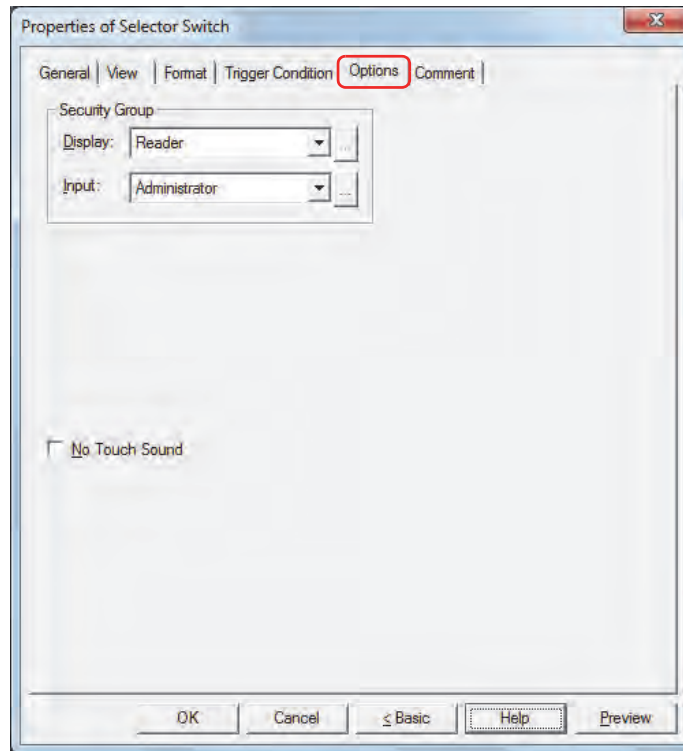 Properties of Selector Switch
General View Format Trigger Condition Options Comment
Security Group
Display: Reader ...
Input: Administrator ...
No Touch Sound
OK Cancel < Basic Help Preview